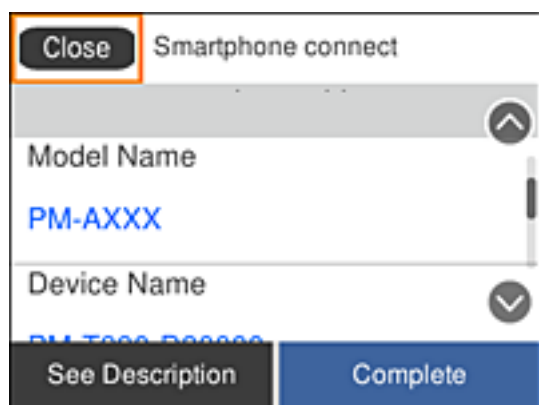 Close Smartphone connect
Model Name
PM-AXXX
Device Name
See Description Complete